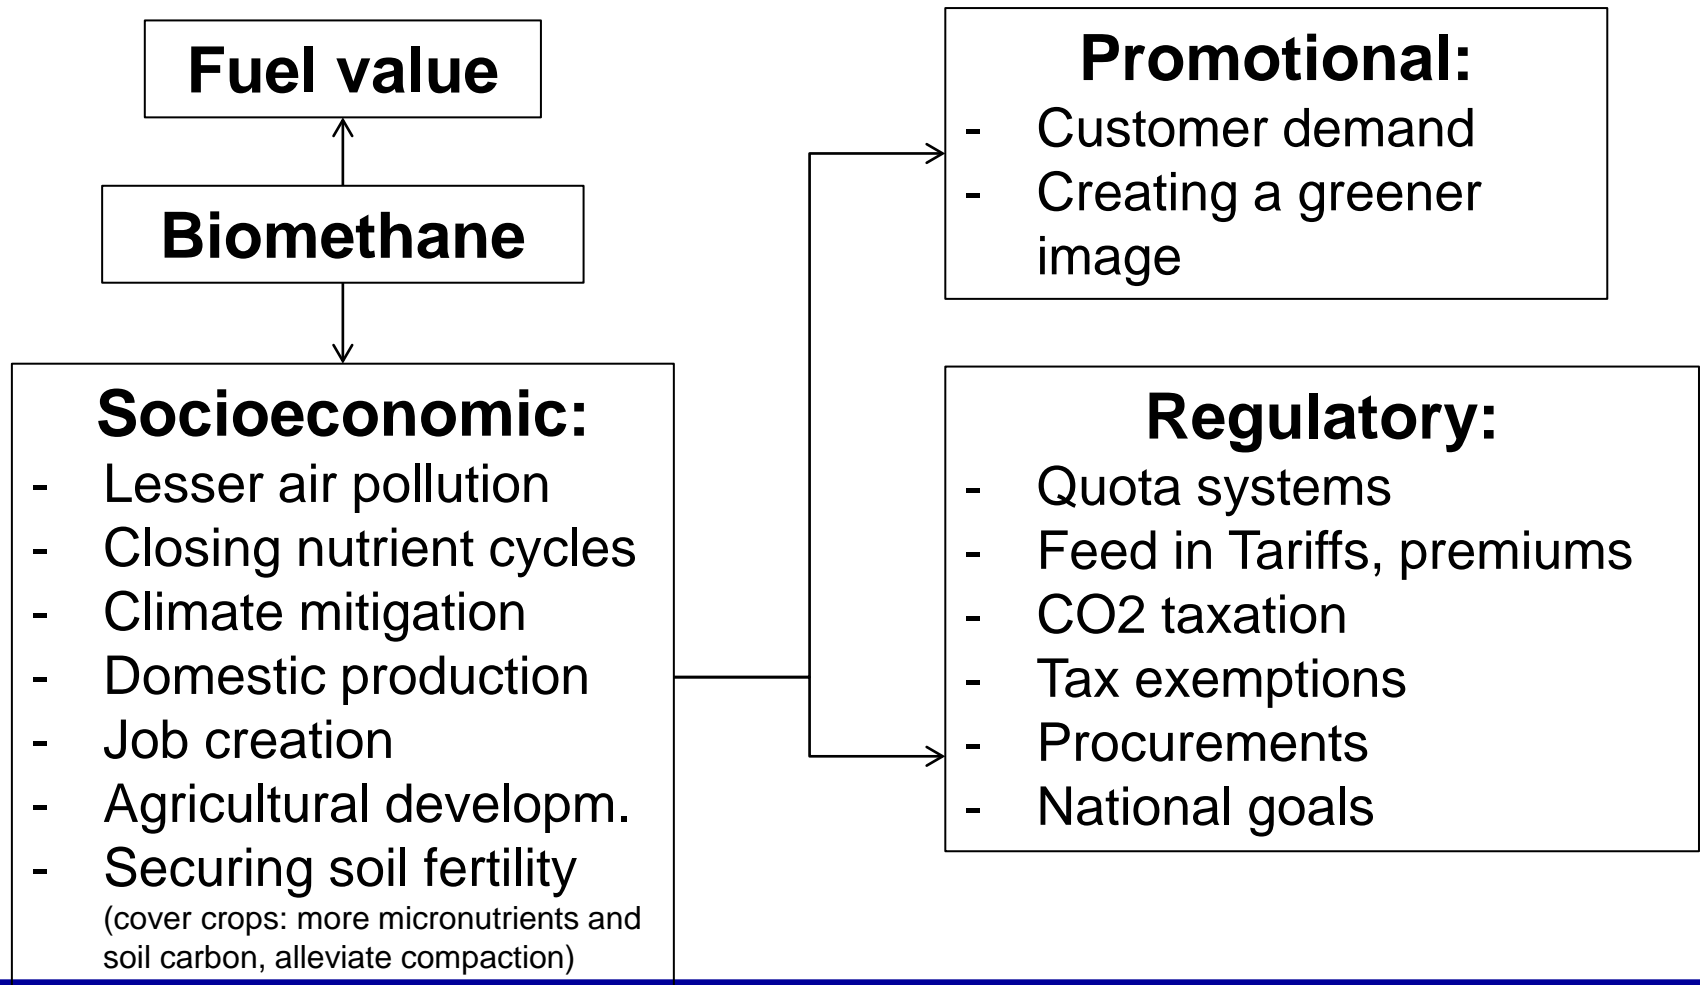 Fuel value
Biomethane
Socioeconomic:
- Lesser air pollution
- Closing nutrient cycles
- Climate mitigation
- Domestic production
- Job creation
- Agricultural developm.
- Securing soil fertility
(cover crops: more micronutrients and
soil carbon, alleviate compaction)
Promotional:
- Customer demand
- Creating a greener
image
Regulatory:
- Quota systems
- Feed in Tariffs, premiums
- CO2 taxation
- Tax exemptions
- Procurements
- National goals